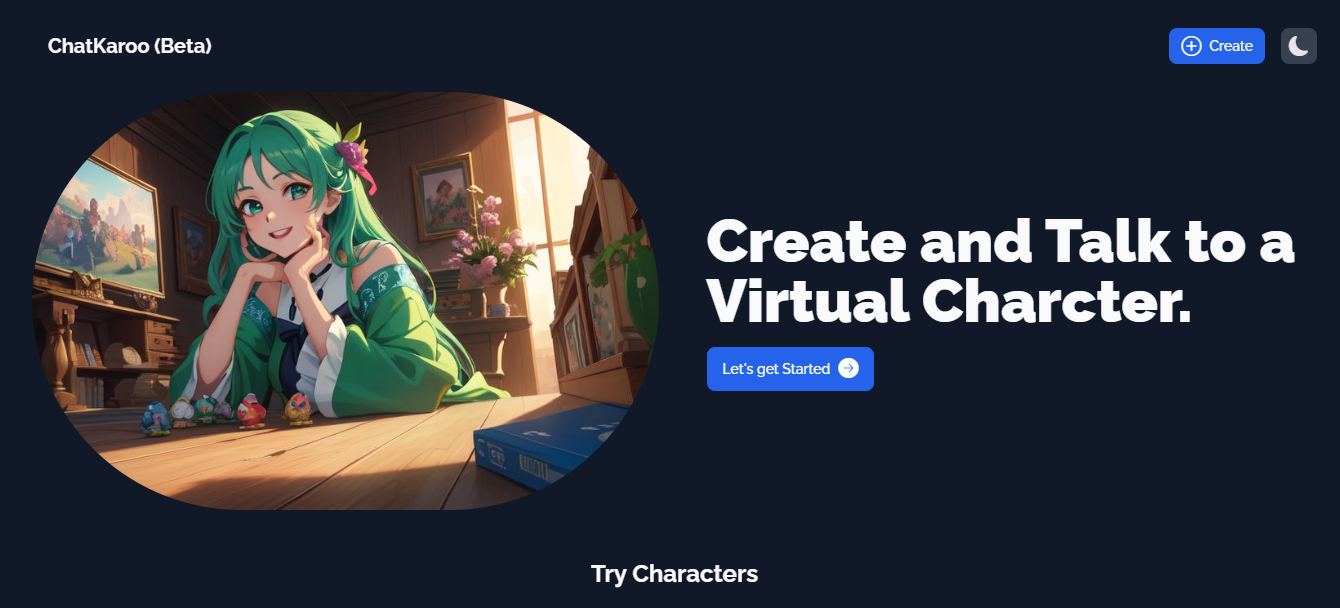 ChatKaroo (Beta)
Create
Create and Talk to a
Virtual Charcter.
Let's get Started
Try Characters